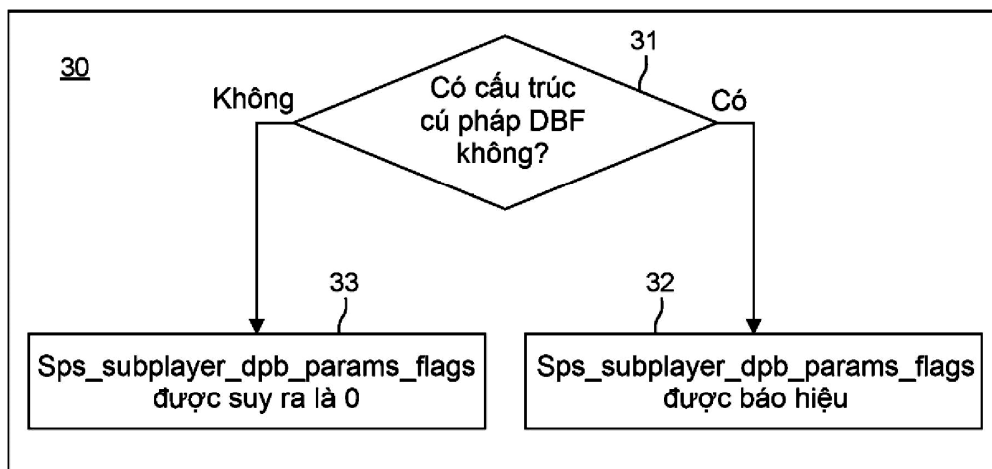 30
31
Không
Có cấu trúc
cú pháp DBF
không?
Có
33
32
Sps_subplayer_dpb_params_flags
được suy ra là 0
Sps_subplayer_dpb_params_flags
được báo hiệu